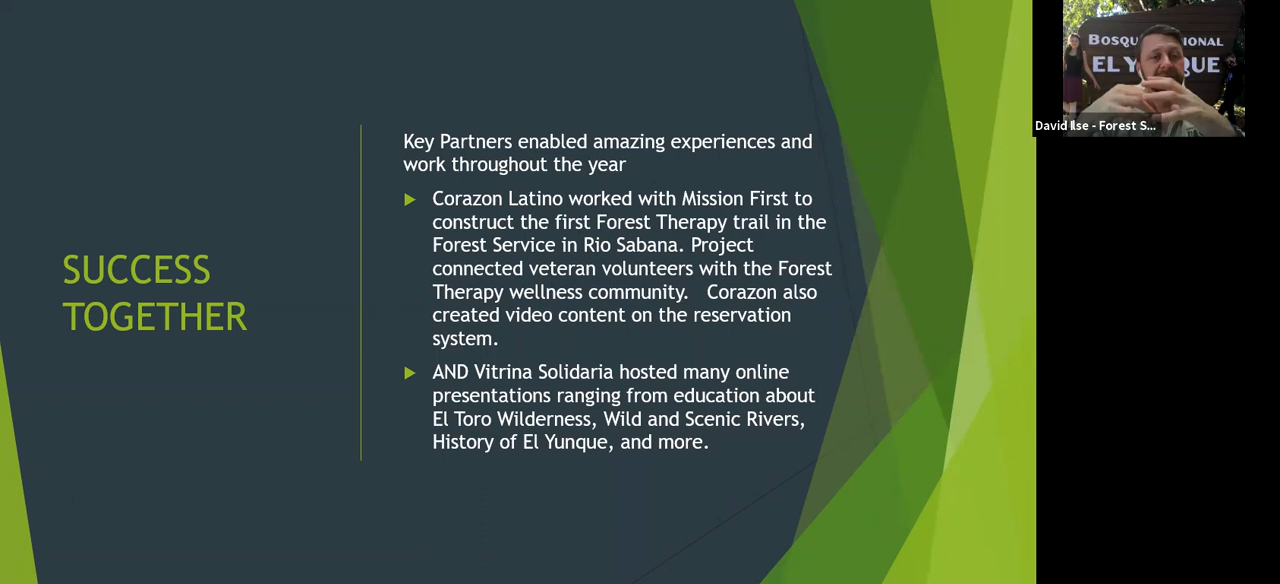 SUCCESS
TOGETHER
Key Partners enabled amazing experiences and
work throughout the year
Corazon Latino worked with Mission First to
construct the first Forest Therapy trail in the
Forest Service in Rio Sabana. Project
connected veteran volunteers with the Forest
Therapy wellness community. Corazon also
created video content on the reservation
system.
AND Vitrina Solidaria hosted many online
presentations ranging from education about
El Toro Wilderness, Wild and Scenic Rivers,
History of El Yunque, and more.
David Ilse - Forest S...